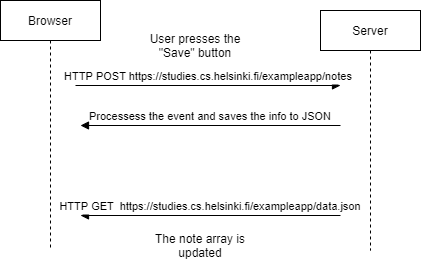 Browser
Server
User presses the
"Save" button
HTTP POST https://studies.cs.helsinki.fi/exampleapp/notes
Processess the event and saves the info to JSON
HTTP GET  https://studies.cs.helsinki.fi/exampleapp/data.json
The note array is
updated